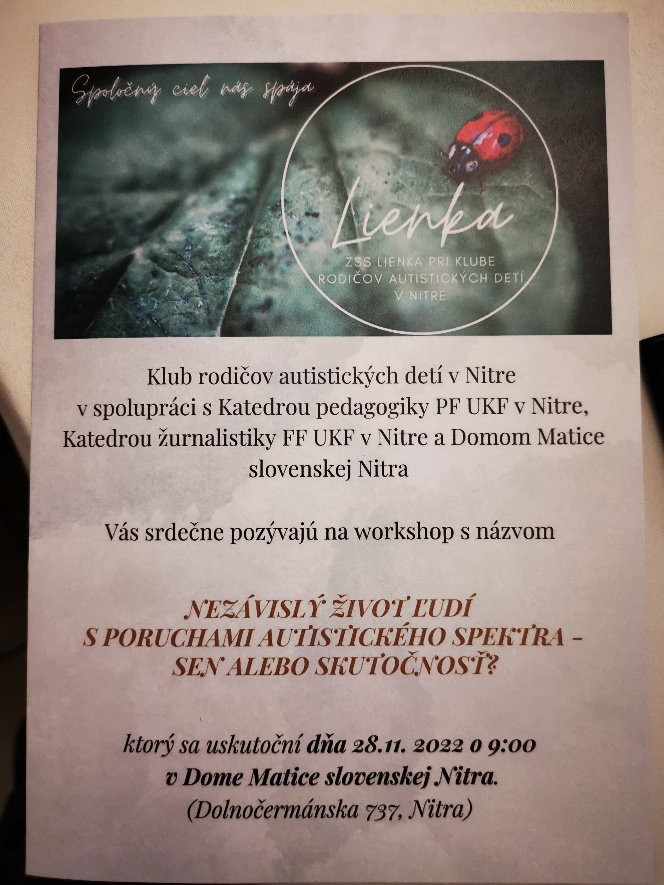 Spoločný cieľ nás spája
Lienka
ZSS LIENKA PRI KLUBE
RODIČOV AUTISTICKÝCH DETÍ
V NITRE
Klub rodičov autistických detí v Nitre
v spolupráci s Katedrou pedagogiky PF UKF v Nitre,
Katedrou žurnalistiky FF UKF v Nitre a Domom Matice
slovenskej Nitra
Vás srdečne pozývajú na workshop s názvom
NEZÁVISLÝ ŽIVOT ĽUDÍ
S PORUCHAMI AUTISTICKÉHO SPEKTRA -
SEN ALEBO SKUTOČNOSŤ?
ktorý sa uskutoční dňa 28.11. 2022 o 9:00
v Dome Matice slovenskej Nitra.
(Dolnočermánska 737, Nitra)